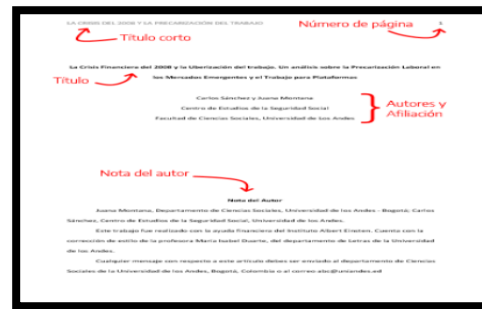 LA CRISIS DEL 2008 Y LA PRECARIZACIÓN DEL TRABAJO
Número de página
1
Título corto
La Crisis Financiera del 2008 y la Uberización del trabajo. Un análisis sobre la Precarización Laboral en
los Mercados Emergentes y el Trabajo para Plataformas
Título
Carlos Sánchez y Juana Montana
Centro de Estudios de la Seguridad Social
Facultad de Ciencias Sociales, Universidad de los Andes
Autores y
Afiliación
Nota del autor
Nota del Autor
Juana Montana, Departamento de Ciencias Sociales, Universidad de los Andes - Bogotá; Carlos
Sánchez, Centro de Estudios de la Seguridad Social, Universidad de los Andes.
Este trabajo fue realizado con la ayuda financiera del Instituto Albert Einstein. Cuenta con la
corrección de estilo de la profesora María Isabel Duarte, del departamento de Letras de la Universidad
de los Andes.
Cualquier mensaje con respecto a este artículo debes ser enviado al departamento de Ciencias
Sociales de la Universidad de los Andes, Bogotá, Colombia o al correo abc@uniandes.ed